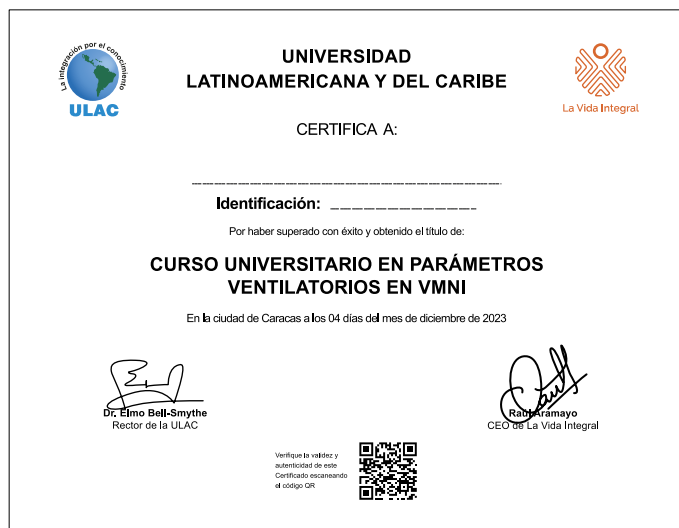 La integración por el conocimiento
ULAC
UNIVERSIDAD
LATINOAMERICANA Y DEL CARIBE
La Vida Integral
CERTIFICA A:
Identificación:
Por haber superado con éxito y obtenido el título de:
CURSO UNIVERSITARIO EN PARÁMETROS
VENTILATORIOS EN VMNI
En la ciudad de Caracas a los 04 días del mes de diciembre de 2023
Dr. Elmo Bell-Smythe
Rector de la ULAC
Raúl Aramayo
CEO de La Vida Integral
Verifique la validez y
autenticidad de este
Certificado escaneando
el código QR